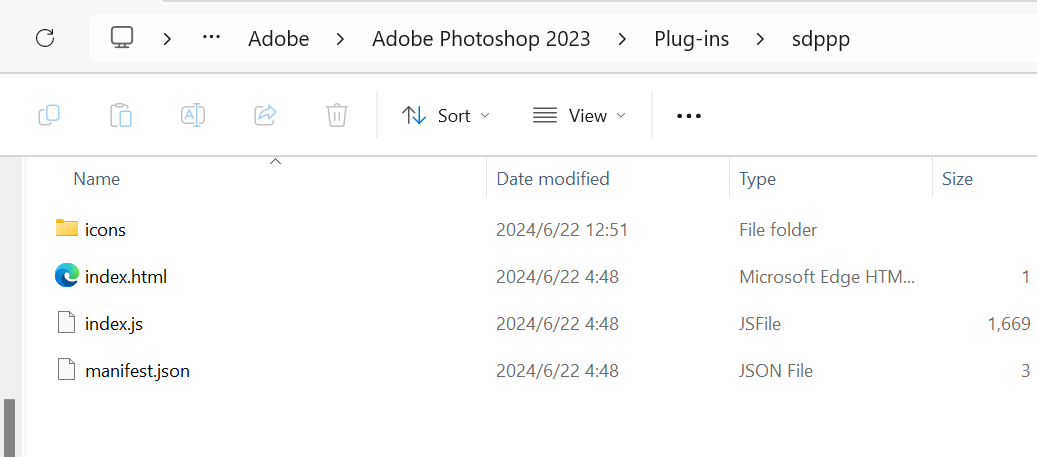 Adobe > Adobe Photoshop 2023 > Plug-ins > sdppp
Sort View
Name Date modified Type Size
icons 2024/6/22 12:51 File folder
index.html 2024/6/22 4:48 Microsoft Edge HTM... 1
index.js 2024/6/22 4:48 JSFile 1,669
manifest.json 2024/6/22 4:48 JSON File 3